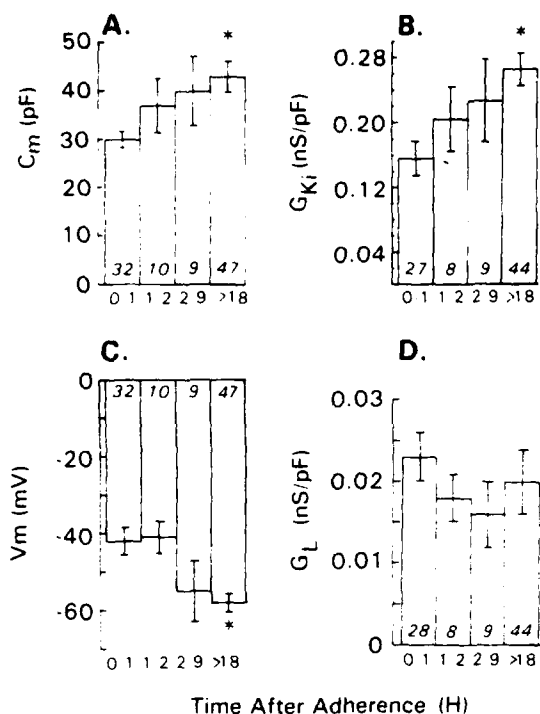 A.
*
50
40
30
20
10
0
Cm (pF)
32 10 9 47
0 1 1 2 2 9 >18
B.
*
0.28
0.20
0.12
0.04
GKi (nS/pF)
27 8 9 44
0 1 1 2 2 9 >18
C.
0
-20
-40
-60
Vm (mV)
32 10 9 47
*
0 1 1 2 2 9 >18
D.
0.03
0.02
0.01
0
GL (nS/pF)
28 8 9 44
0 1 1 2 2 9 >18
Time After Adherence (H)